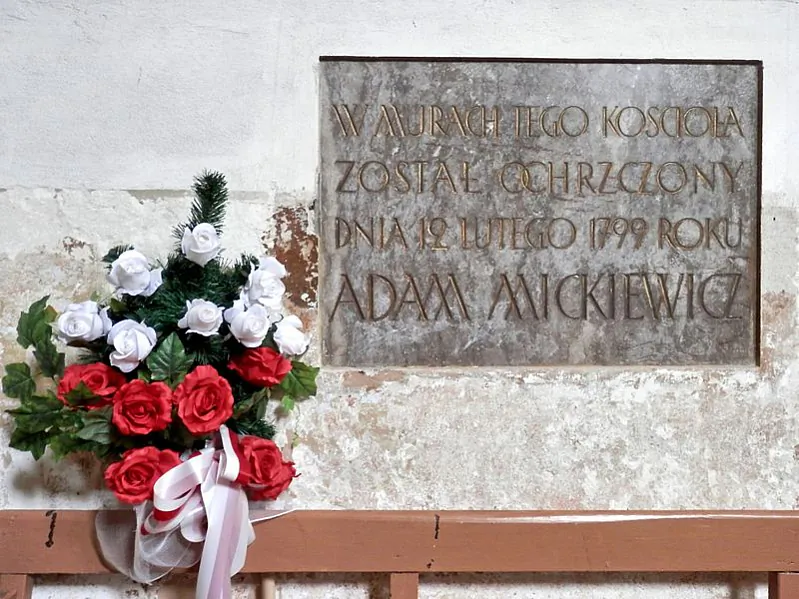 W MURACH TEGO KOSCIOŁA
ZOSTAŁ OCHRZCZONY
DNIA 12 LUTEGO 1799 ROKU
ADAM MICKIEWICZ